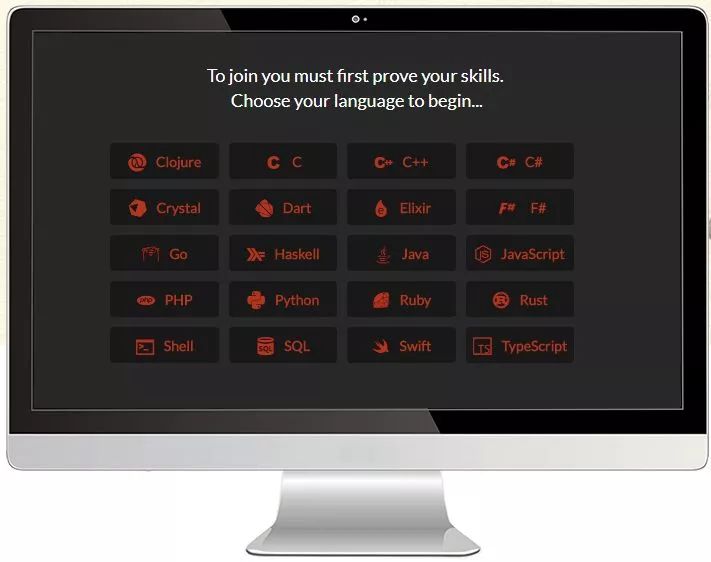 To join you must first prove your skills.
Choose your language to begin...
Clojure C C++ C#
Crystal Dart Elixir F#
Go Haskell Java JavaScript
PHP Python Ruby Rust
Shell SQL Swift TypeScript